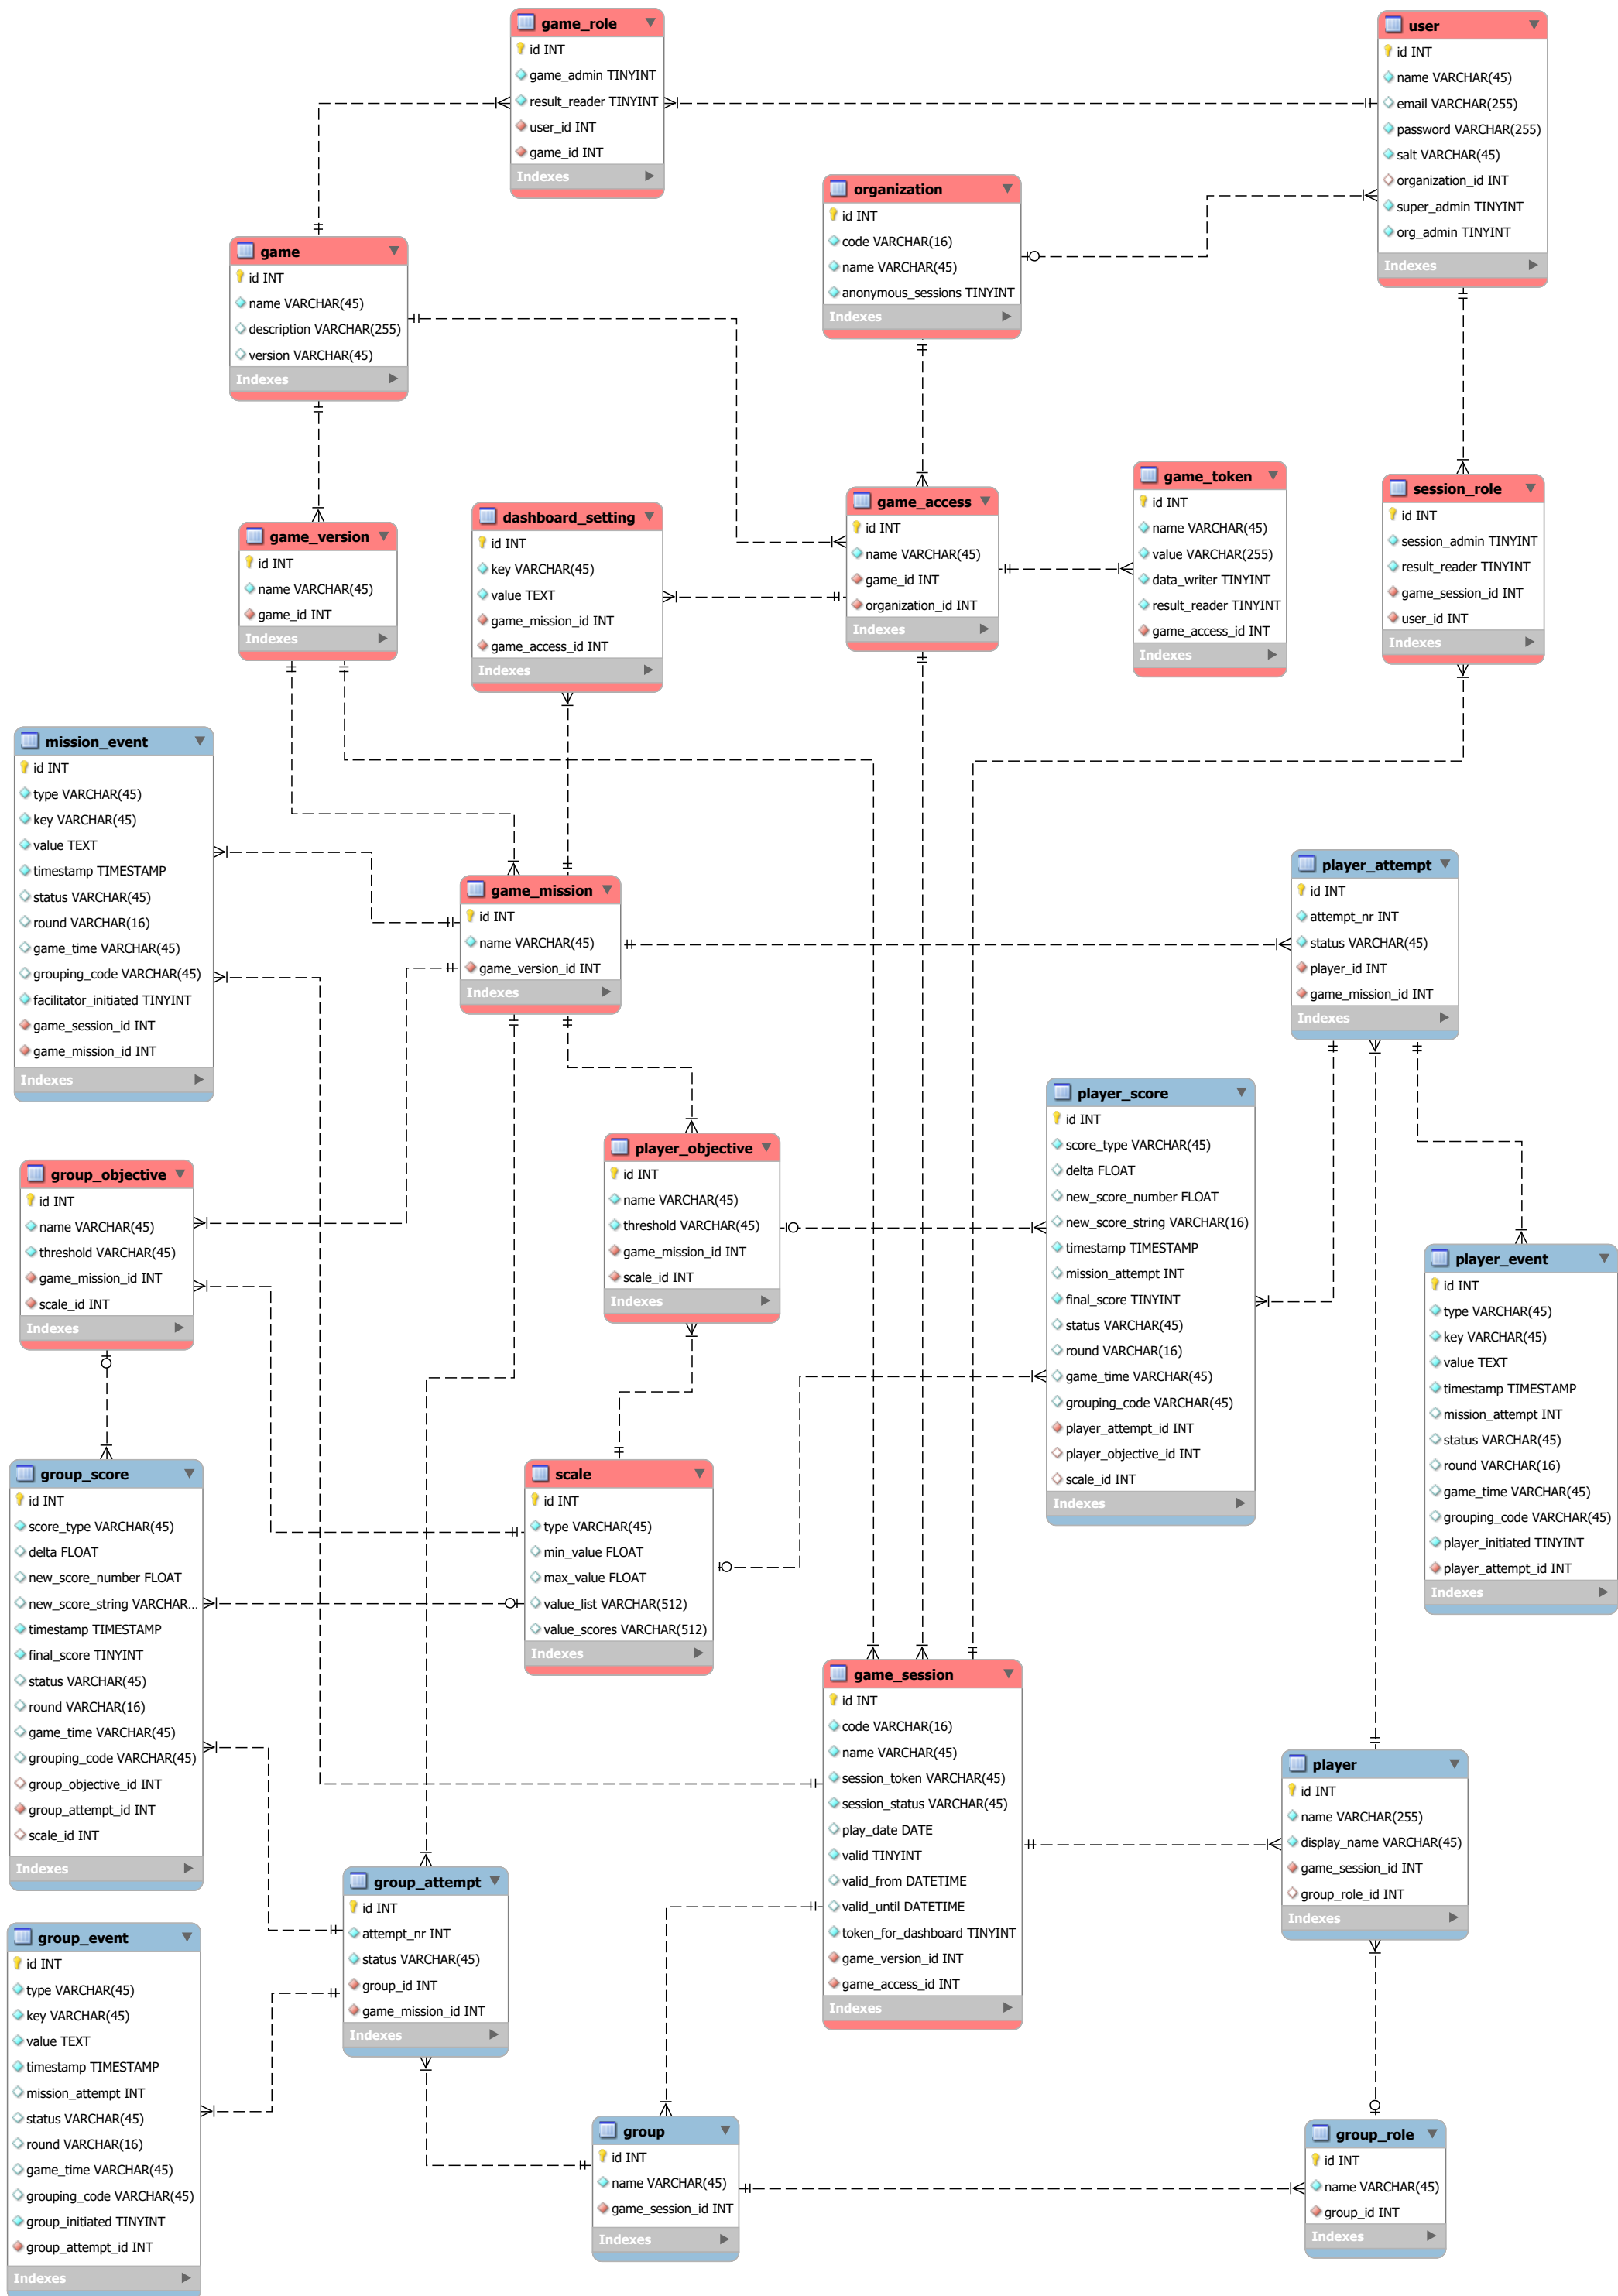 game_role
id INT
game_admin TINYINT
result_reader TINYINT
user_id INT
game_id INT
Indexes
user
id INT
name VARCHAR(45)
email VARCHAR(255)
password VARCHAR(255)
salt VARCHAR(45)
organization_id INT
super_admin TINYINT
org_admin TINYINT
Indexes
organization
id INT
code VARCHAR(16)
name VARCHAR(45)
anonymous_sessions TINYINT
Indexes
game
id INT
name VARCHAR(45)
description VARCHAR(255)
version VARCHAR(45)
Indexes
game_version
id INT
name VARCHAR(45)
game_id INT
Indexes
dashboard_setting
id INT
key VARCHAR(45)
value TEXT
game_mission_id INT
game_access_id INT
Indexes
game_access
id INT
name VARCHAR(45)
game_id INT
organization_id INT
Indexes
game_token
id INT
name VARCHAR(45)
value VARCHAR(255)
data_writer TINYINT
result_reader TINYINT
game_access_id INT
Indexes
session_role
id INT
session_admin TINYINT
result_reader TINYINT
game_session_id INT
user_id INT
Indexes
mission_event
id INT
type VARCHAR(45)
key VARCHAR(45)
value TEXT
timestamp TIMESTAMP
status VARCHAR(45)
round VARCHAR(16)
game_time VARCHAR(45)
grouping_code VARCHAR(45)
facilitator_initiated TINYINT
game_session_id INT
game_mission_id INT
Indexes
game_mission
id INT
name VARCHAR(45)
game_version_id INT
Indexes
player_attempt
id INT
attempt_nr INT
status VARCHAR(45)
player_id INT
game_mission_id INT
Indexes
player_score
id INT
score_type VARCHAR(45)
delta FLOAT
new_score_number FLOAT
new_score_string VARCHAR(16)
timestamp TIMESTAMP
mission_attempt INT
final_score TINYINT
status VARCHAR(45)
round VARCHAR(16)
game_time VARCHAR(45)
grouping_code VARCHAR(45)
player_attempt_id INT
player_objective_id INT
scale_id INT
Indexes
player_objective
id INT
name VARCHAR(45)
threshold VARCHAR(45)
game_mission_id INT
scale_id INT
Indexes
group_objective
id INT
name VARCHAR(45)
threshold VARCHAR(45)
game_mission_id INT
scale_id INT
Indexes
player_event
id INT
type VARCHAR(45)
key VARCHAR(45)
value TEXT
timestamp TIMESTAMP
mission_attempt INT
status VARCHAR(45)
round VARCHAR(16)
game_time VARCHAR(45)
grouping_code VARCHAR(45)
player_initiated TINYINT
player_attempt_id INT
Indexes
group_score
id INT
score_type VARCHAR(45)
delta FLOAT
new_score_number FLOAT
new_score_string VARCHAR...
timestamp TIMESTAMP
final_score TINYINT
status VARCHAR(45)
round VARCHAR(16)
game_time VARCHAR(45)
grouping_code VARCHAR(45)
group_objective_id INT
group_attempt_id INT
scale_id INT
Indexes
scale
id INT
type VARCHAR(45)
min_value FLOAT
max_value FLOAT
value_list VARCHAR(512)
value_scores VARCHAR(512)
Indexes
game_session
id INT
code VARCHAR(16)
name VARCHAR(45)
session_token VARCHAR(45)
session_status VARCHAR(45)
play_date DATE
valid TINYINT
valid_from DATETIME
valid_until DATETIME
token_for_dashboard TINYINT
game_version_id INT
game_access_id INT
Indexes
player
id INT
name VARCHAR(255)
display_name VARCHAR(45)
game_session_id INT
group_role_id INT
Indexes
group_attempt
id INT
attempt_nr INT
status VARCHAR(45)
group_id INT
game_mission_id INT
Indexes
group_event
id INT
type VARCHAR(45)
key VARCHAR(45)
value TEXT
timestamp TIMESTAMP
mission_attempt INT
status VARCHAR(45)
round VARCHAR(16)
game_time VARCHAR(45)
grouping_code VARCHAR(45)
group_initiated TINYINT
group_attempt_id INT
Indexes
group
id INT
name VARCHAR(45)
game_session_id INT
Indexes
group_role
id INT
name VARCHAR(45)
group_id INT
Indexes